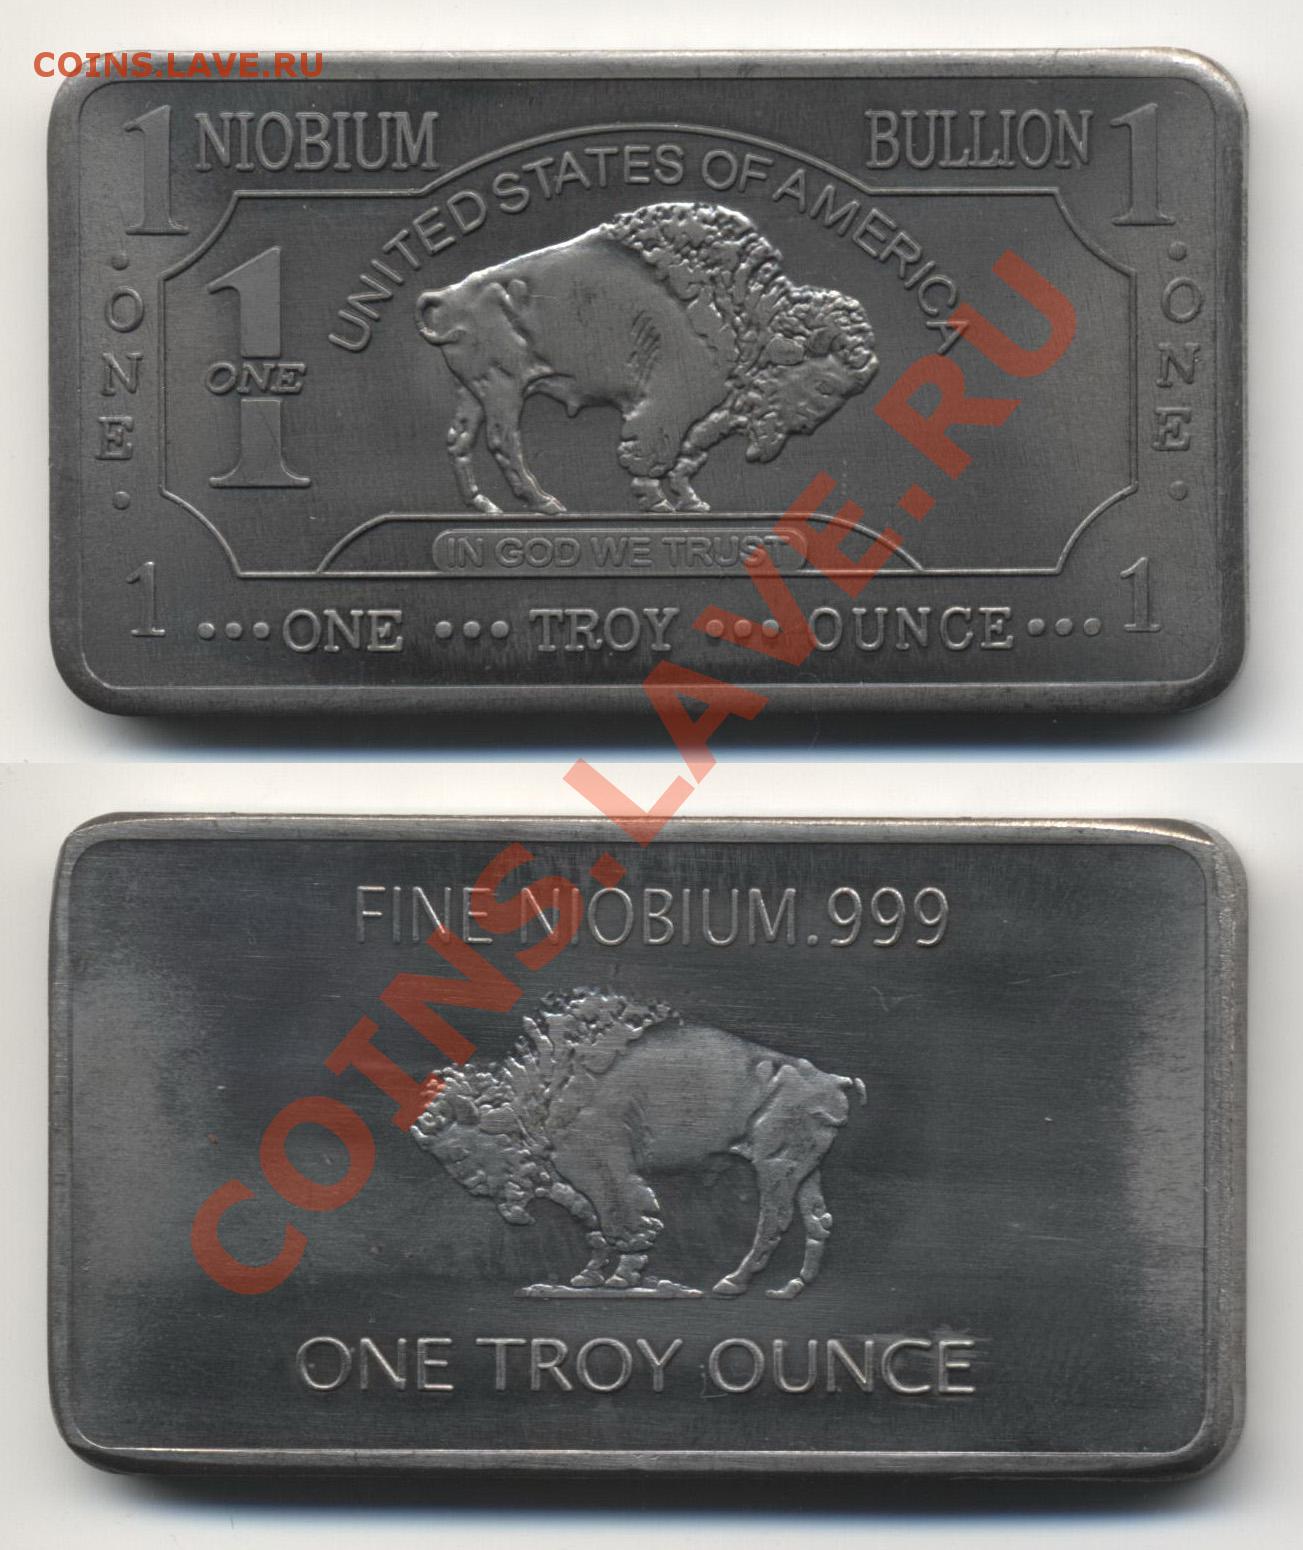 COINS.LAVE.RU
1 NIOBIUM BULLION 1
UNITED STATES OF AMERICA
·ONE·
1
ONE
·ONE·
IN GOD WE TRUST
1 •••ONE •••TROY •••OUNCE••• 1
COINS.LAVE.RU
FINE NIOBIUM .999
ONE TROY OUNCE